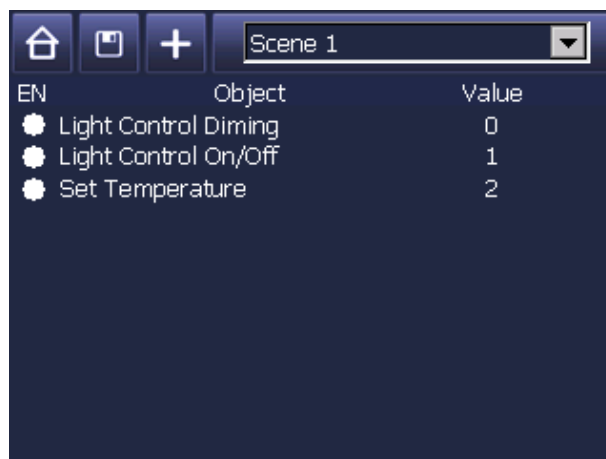 Scene 1
EN Object Value
Light Control Diming 0
Light Control On/Off 1
Set Temperature 2